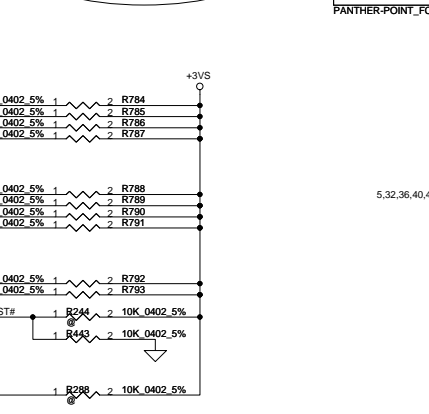 PANTHER-POINT_FC
+3VS
0402_5% 1 2 R784
0402_5% 1 2 R785
0402_5% 1 2 R786
0402_5% 1 2 R787
0402_5% 1 2 R788
0402_5% 1 2 R789
0402_5% 1 2 R790
0402_5% 1 2 R791
5,32,36,40,4
0402_5% 1 2 R792
0402_5% 1 2 R793
ST# 1 R244 2 10K_0402_5%
@
1 R443 2 10K_0402_5%
1 R288 2 10K_0402_5%
@